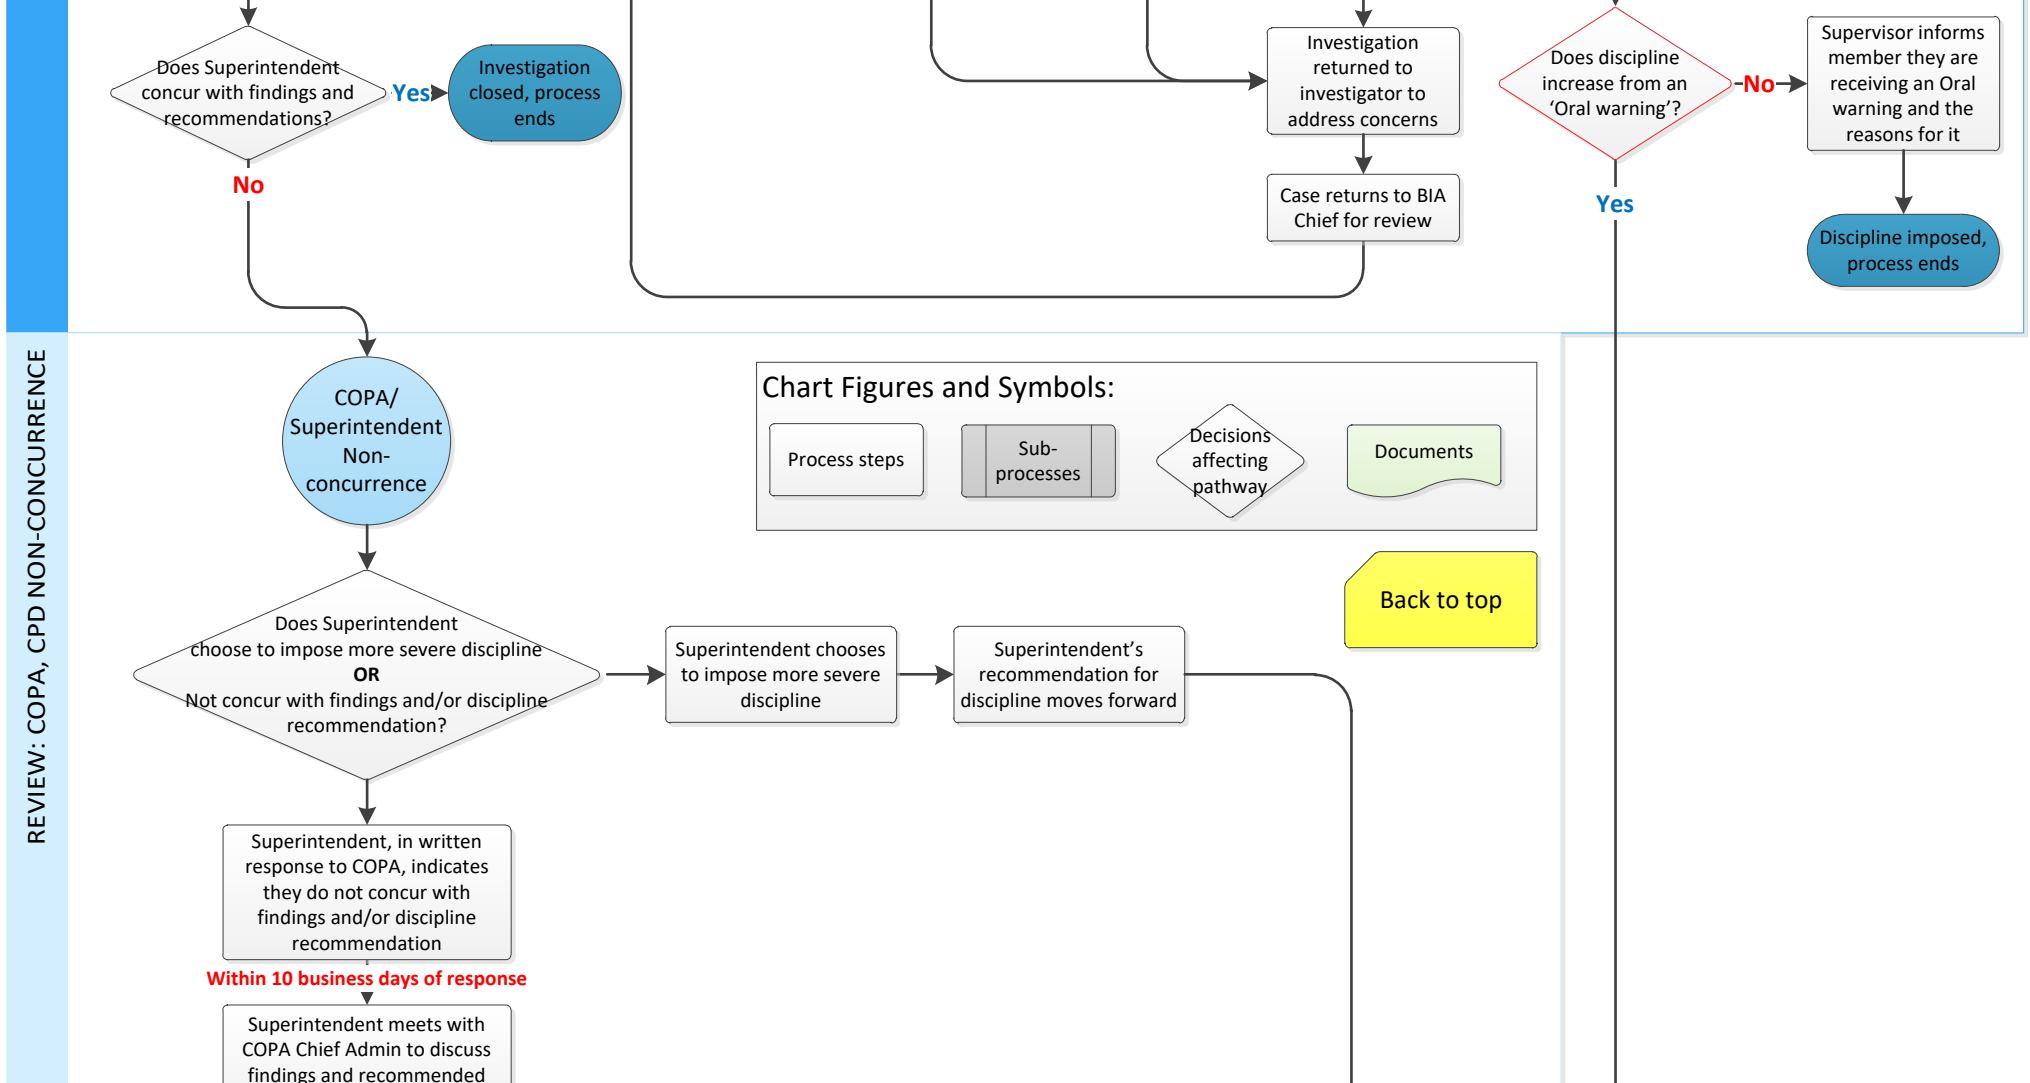 Does Superintendent
concur with findings and
recommendations?
Yes
Investigation
closed, process
ends
No
Investigation
returned to
investigator to
address concerns
Case returns to BIA
Chief for review
Does discipline
increase from an
‘Oral warning’?
No
Supervisor informs
member they are
receiving an Oral
warning and the
reasons for it
Yes
Discipline imposed,
process ends
REVIEW: COPA, CPD NON-CONCURRENCE
COPA/
Superintendent
Non-
concurrence
Chart Figures and Symbols:
Process steps
Sub-
processes
Decisions
affecting
pathway
Documents
Back to top
Does Superintendent
choose to impose more severe discipline
OR
Not concur with findings and/or discipline
recommendation?
Superintendent chooses
to impose more severe
discipline
Superintendent’s
recommendation for
discipline moves forward
Superintendent, in written
response to COPA, indicates
they do not concur with
findings and/or discipline
recommendation
Within 10 business days of response
Superintendent meets with
COPA Chief Admin to discuss
findings and recommended